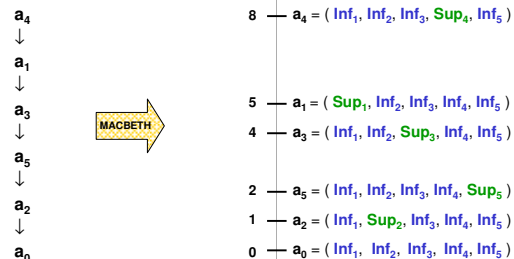 a₄
↓
a₁
↓
a₃
↓
a₅
↓
a₂
↓
a₀
MACBETH
8 — a₄ = ( Inf₁, Inf₂, Inf₃, Sup₄, Inf₅ )
5 — a₁ = ( Sup₁, Inf₂, Inf₃, Inf₄, Inf₅ )
4 — a₃ = ( Inf₁, Inf₂, Sup₃, Inf₄, Inf₅ )
2 — a₅ = ( Inf₁, Inf₂, Inf₃, Inf₄, Sup₅ )
1 — a₂ = ( Inf₁, Sup₂, Inf₃, Inf₄, Inf₅ )
0 — a₀ = ( Inf₁, Inf₂, Inf₃, Inf₄, Inf₅ )